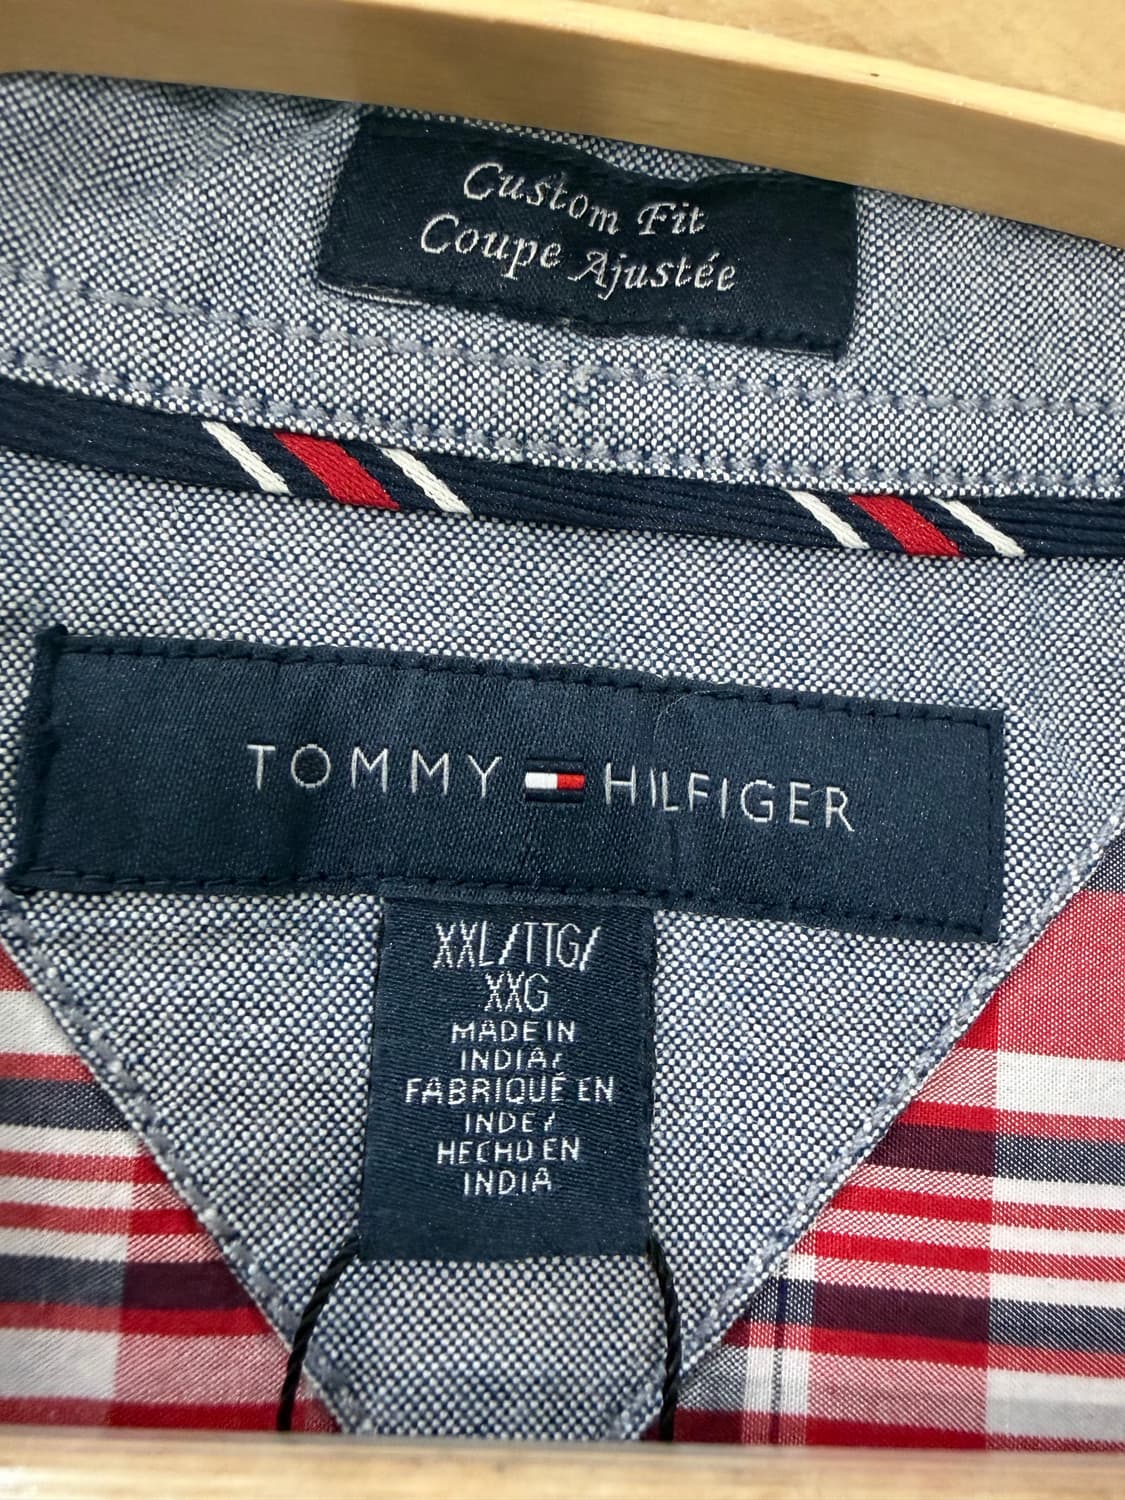 Custom Fit
Coupe Ajustée
TOMMY HILFIGER
XXL/TTG/
XXG
MADE IN
INDIA/
FABRIQUÉ EN
INDE/
HECHO EN
INDIA